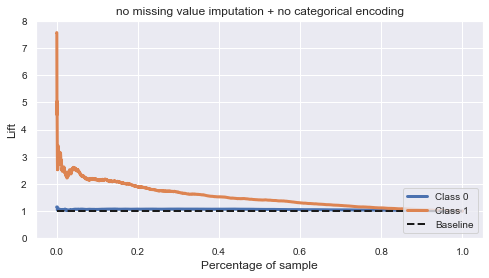 no missing value imputation + no categorical encoding
8
7
6
5
4
3
2
1
0
Lift
0.0 0.2 0.4 0.6 0.8 1.0
Percentage of sample
Class 0
Class 1
Baseline